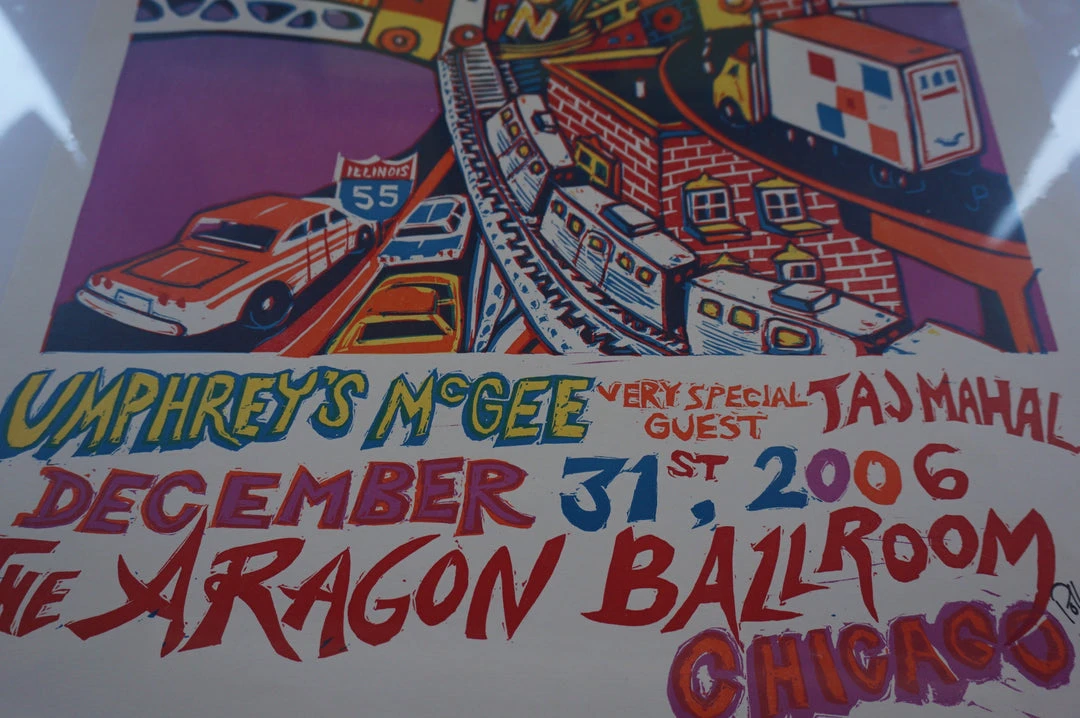 ILLINOIS
55
UMPHREY'S McGEE VERY SPECIAL GUEST TAJ MAHAL
DECEMBER 31ST, 2006
THE ARAGON BALLROOM
CHICAGO